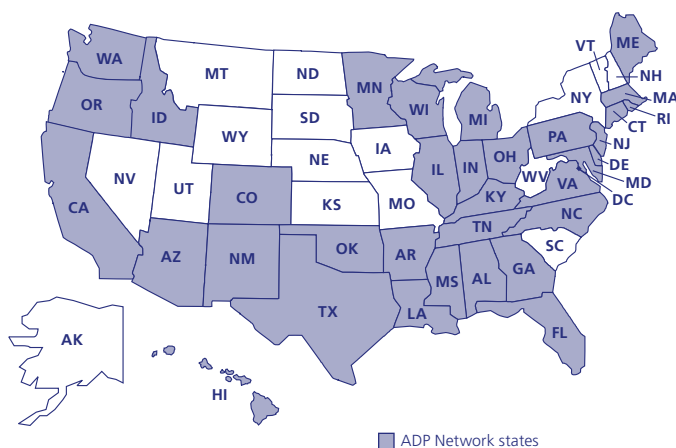 WA
MT
ND
MN
VT
ME
NH
OR
ID
SD
WI
MI
NY
MA
RI
WY
CT
PA
NJ
IA
NE
OH
DE
NV
UT
IL
IN
WV
MD
VA
DC
CA
CO
KS
MO
KY
NC
TN
AZ
NM
OK
AR
SC
MS
AL
GA
TX
LA
FL
AK
HI
ADP Network states